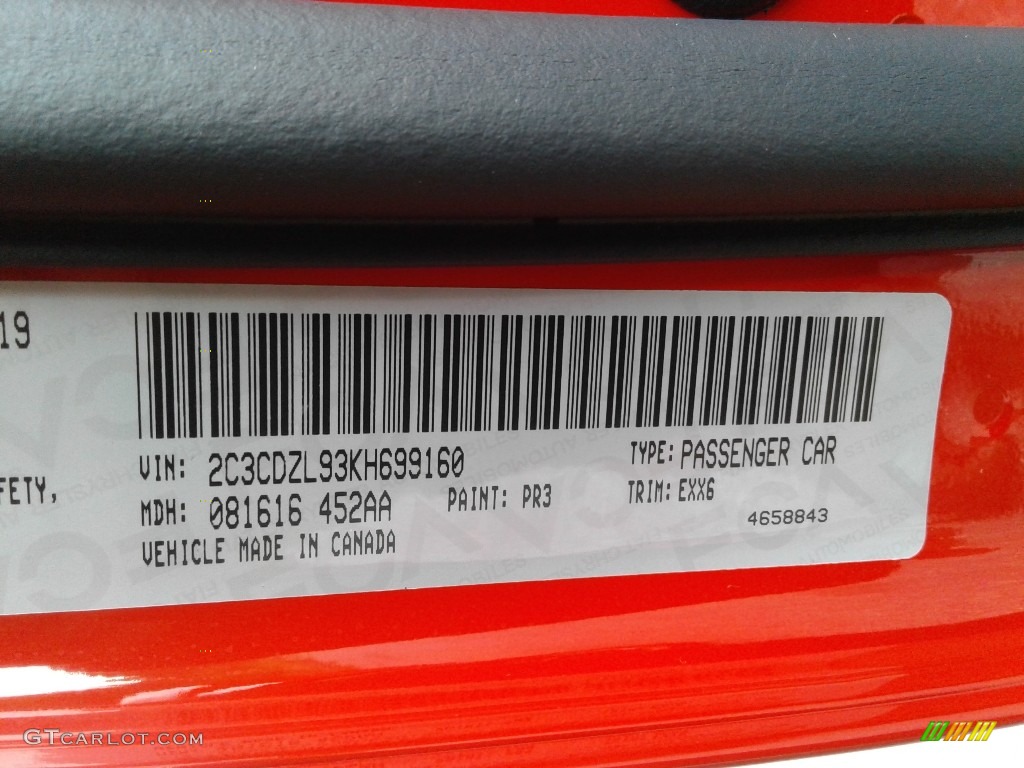 19
FETY,
VIN: 2C3CDZL93KH699160
TYPE: PASSENGER CAR
MDH: 081616 452AA
PAINT: PR3
TRIM: EXX6
4658843
VEHICLE MADE IN CANADA
GTCARLOT.COM